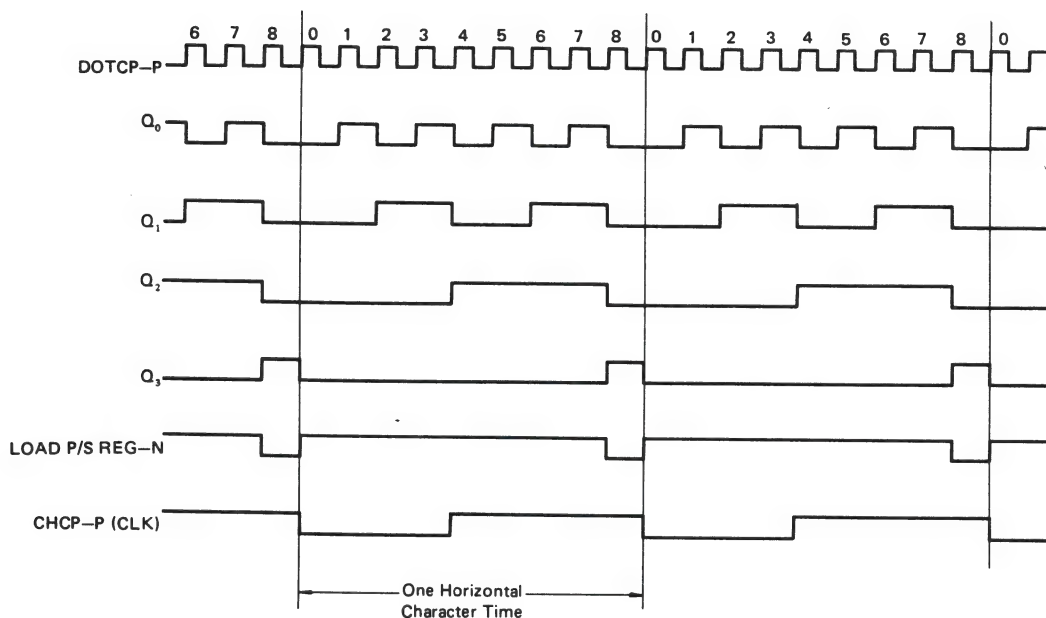 6 7 8 0 1 2 3 4 5 6 7 8 0 1 2 3 4 5 6 7 8 0
DOTCP–P
Q₀
Q₁
Q₂
Q₃
LOAD P/S REG–N
CHCP–P (CLK)
One Horizontal
Character Time